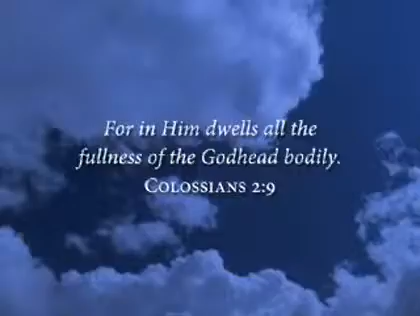 For in Him dwells all the
fullness of the Godhead bodily.
Colossians 2:9